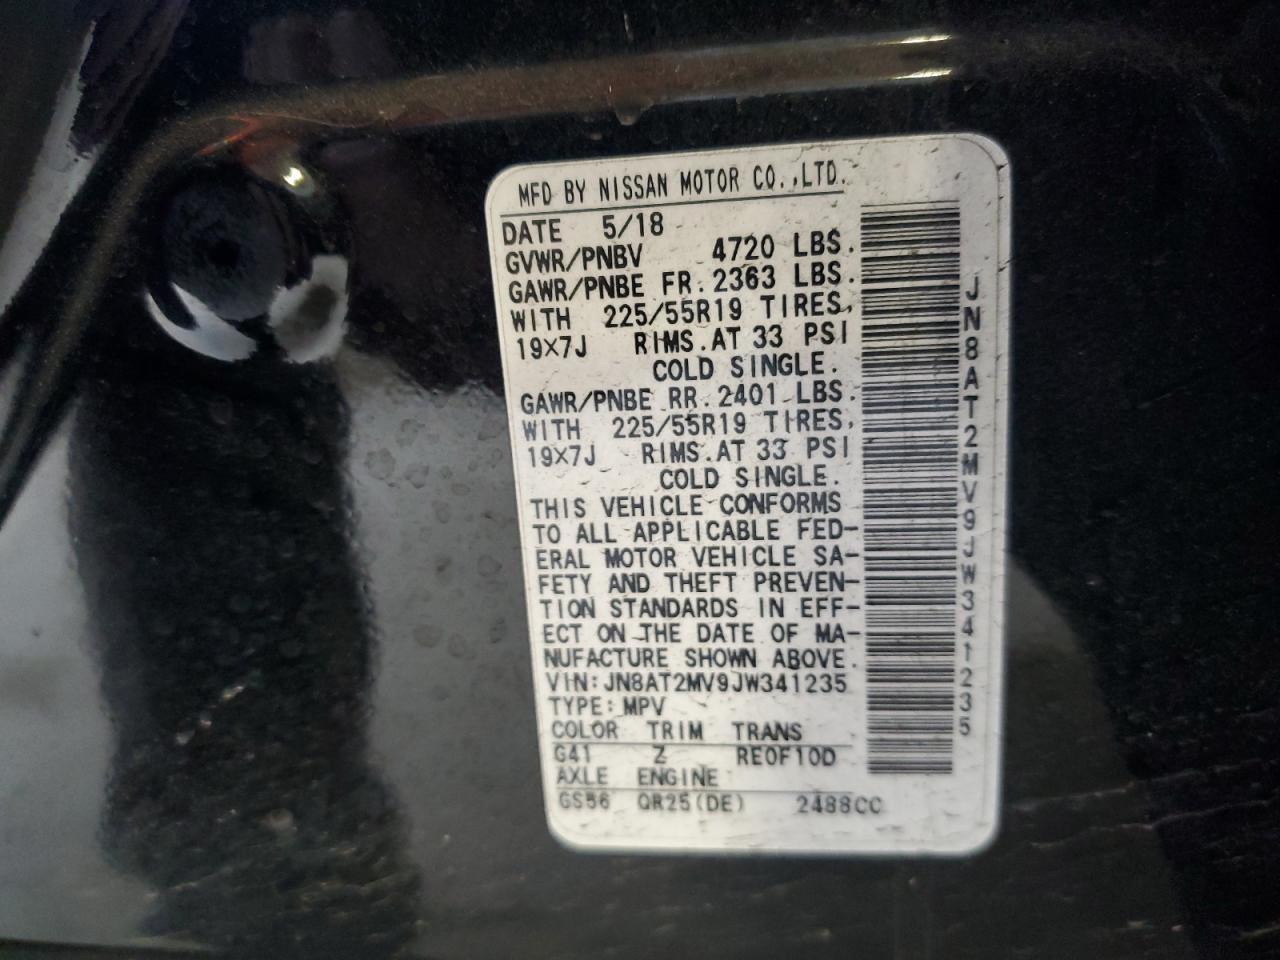 MFD BY NISSAN MOTOR CO.,LTD.
DATE 5/18
GVWR/PNBV 4720 LBS.
GAWR/PNBE FR. 2363 LBS.
WITH 225/55R19 TIRES,
19X7J RIMS.AT 33 PSI
COLD SINGLE.
GAWR/PNBE RR. 2401 LBS.
WITH 225/55R19 TIRES,
19X7J RIMS.AT 33 PSI
COLD SINGLE.
THIS VEHICLE CONFORMS
TO ALL APPLICABLE FED-
ERAL MOTOR VEHICLE SA-
FETY AND THEFT PREVEN-
TION STANDARDS IN EFF-
ECT ON THE DATE OF MA-
NUFACTURE SHOWN ABOVE.
VIN:JN8AT2MV9JW341235
TYPE:MPV
COLOR TRIM TRANS
G41 Z RE0F10D
AXLE ENGINE
GS56 QR25(DE) 2488CC
JN8AT2MV9JW341235